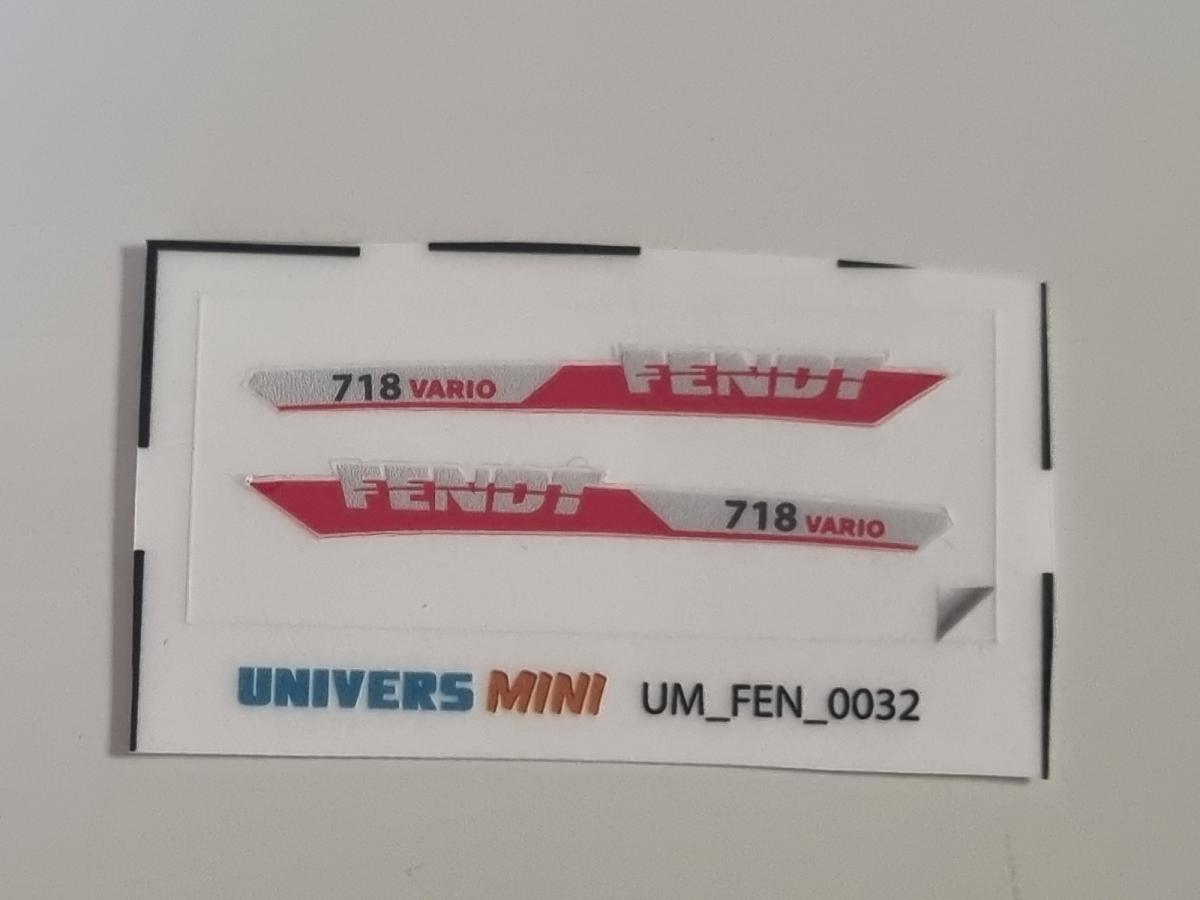 718 VARIO FENDT
FENDT 718 VARIO
UNIVERS MINI UM_FEN_0032